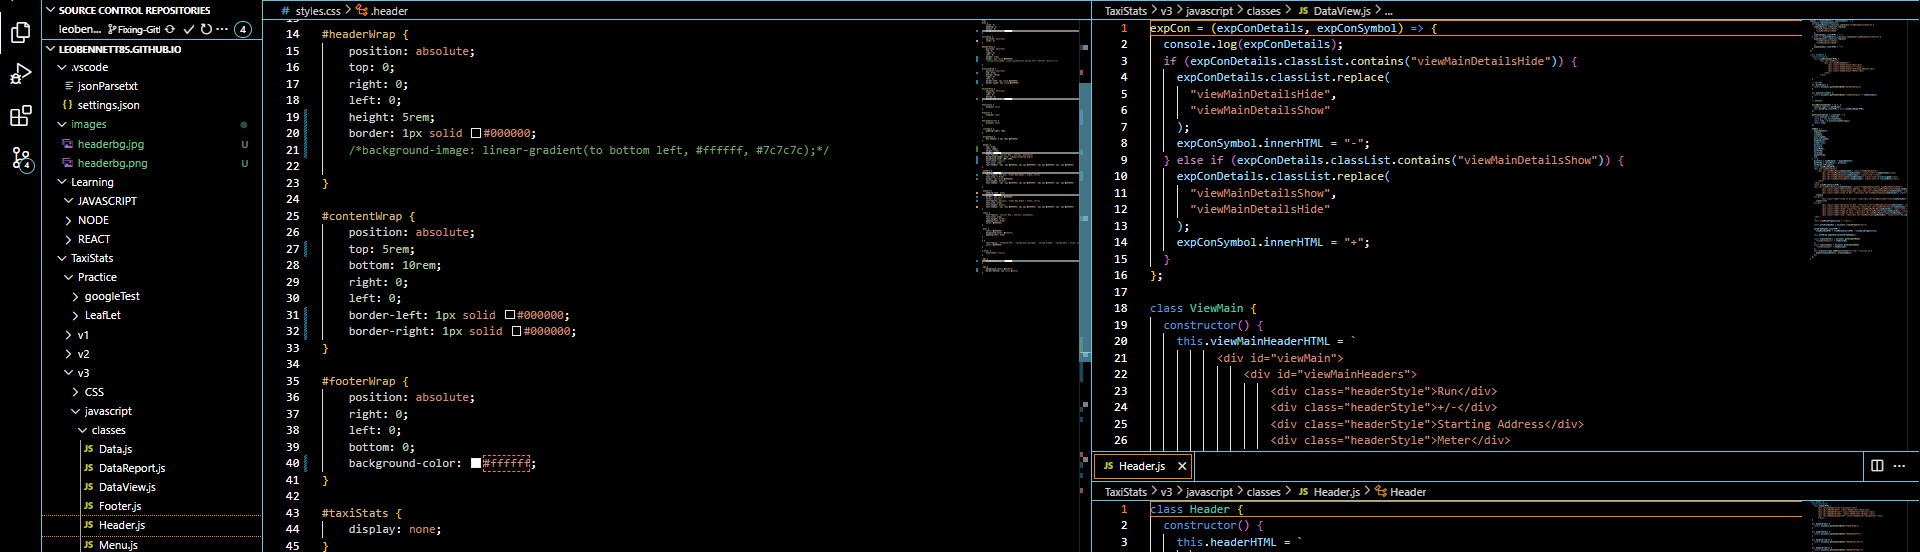 SOURCE CONTROL REPOSITORIES
leoben... Fixing-Gitl 4
LEOBENNETT85.GITHUB.IO
.vscode
jsonParsetxt
{} settings.json
images
headerbg.jpg U
headerbg.png U
Learning
JAVASCRIPT
NODE
REACT
TaxiStats
Practice
googleTest
LeafLet
v1
v2
v3
CSS
javascript
classes
JS Data.js
JS DataReport.js
JS DataView.js
JS Footer.js
JS Header.js
JS Menu.js
4
# styles.css > .header
14 #headerWrap {
15 position: absolute;
16 top: 0;
17 right: 0;
18 left: 0;
19 height: 5rem;
20 border: 1px solid #000000;
21 /*background-image: linear-gradient(to bottom left, #ffffff, #7c7c7c);*/
22
23 }
24
25 #contentWrap {
26 position: absolute;
27 top: 5rem;
28 bottom: 10rem;
29 right: 0;
30 left: 0;
31 border-left: 1px solid #000000;
32 border-right: 1px solid #000000;
33 }
34
35 #footerWrap {
36 position: absolute;
37 right: 0;
38 left: 0;
39 bottom: 0;
40 background-color: #ffffff;
41 }
42
43 #taxiStats {
44 display: none;
45 }
TaxiStats > v3 > javascript > classes > JS DataView.js > ...
1 expCon = (expConDetails, expConSymbol) => {
2 console.log(expConDetails);
3 if (expConDetails.classList.contains("viewMainDetailsHide")) {
4 expConDetails.classList.replace(
5 "viewMainDetailsHide",
6 "viewMainDetailsShow"
7 );
8 expConSymbol.innerHTML = "-";
9 } else if (expConDetails.classList.contains("viewMainDetailsShow")) {
10 expConDetails.classList.replace(
11 "viewMainDetailsShow",
12 "viewMainDetailsHide"
13 );
14 expConSymbol.innerHTML = "+";
15 }
16 };
17
18 class ViewMain {
19 constructor() {
20 this.viewMainHeaderHTML = `
21 <div id="viewMain">
22 <div id="viewMainHeaders">
23 <div class="headerStyle">Run</div>
24 <div class="headerStyle">+/-</div>
25 <div class="headerStyle">Starting Address</div>
26 <div class="headerStyle">Meter</div>
JS Header.js
TaxiStats > v3 > javascript > classes > JS Header.js > Header
1 class Header {
2 constructor() {
3 this.headerHTML = `